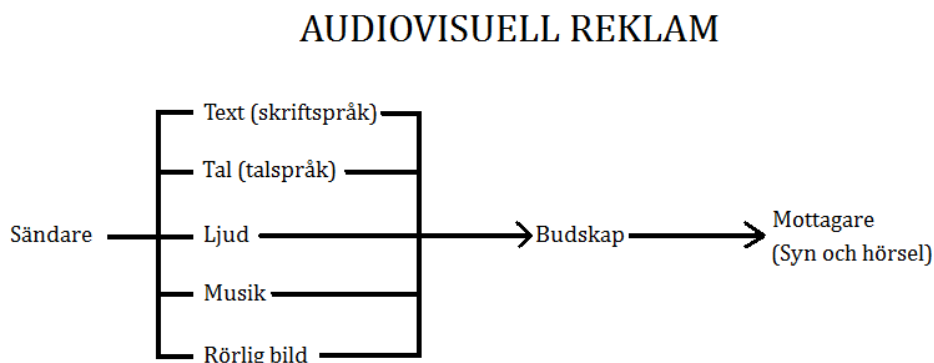 AUDIOVISUELL REKLAM
Text (skriftspråk)
Tal (talspråk)
Sändare
Ljud
Budskap
Mottagare
(Syn och hörsel)
Musik
Rörlig bild